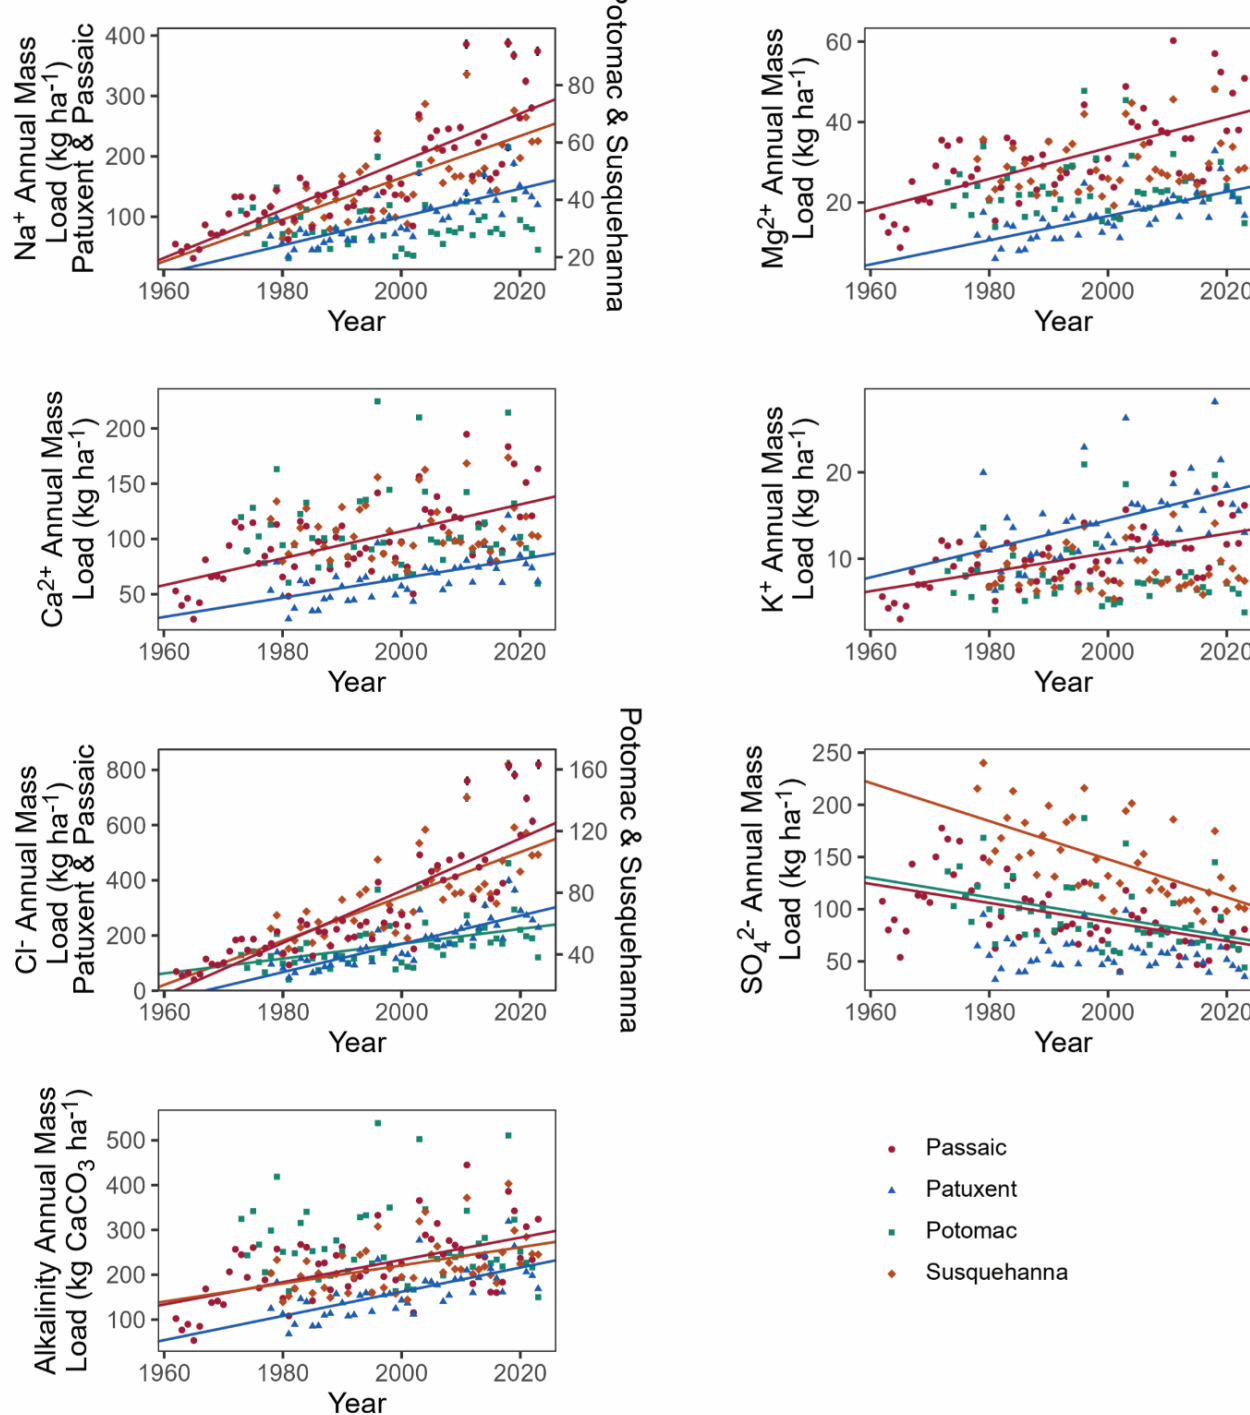 Na+ Annual Mass
Load (kg ha-1)
Patuxent & Passaic
400
300
200
100
Potomac & Susquehanna
80
60
40
20
1960 1980 2000 2020
Year
Mg2+ Annual Mass
Load (kg ha-1)
60
40
20
1960 1980 2000 2020
Year
Ca2+ Annual Mass
Load (kg ha-1)
200
150
100
50
1960 1980 2000 2020
Year
K+ Annual Mass
Load (kg ha-1)
20
10
1960 1980 2000 2020
Year
Cl- Annual Mass
Load (kg ha-1)
Patuxent & Passaic
800
600
400
200
0
Potomac & Susquehanna
160
120
80
40
1960 1980 2000 2020
Year
SO42- Annual Mass
Load (kg ha-1)
250
200
150
100
50
1960 1980 2000 2020
Year
Alkalinity Annual Mass
Load (kg CaCO3 ha-1)
500
400
300
200
100
1960 1980 2000 2020
Year
Passaic
Patuxent
Potomac
Susquehanna